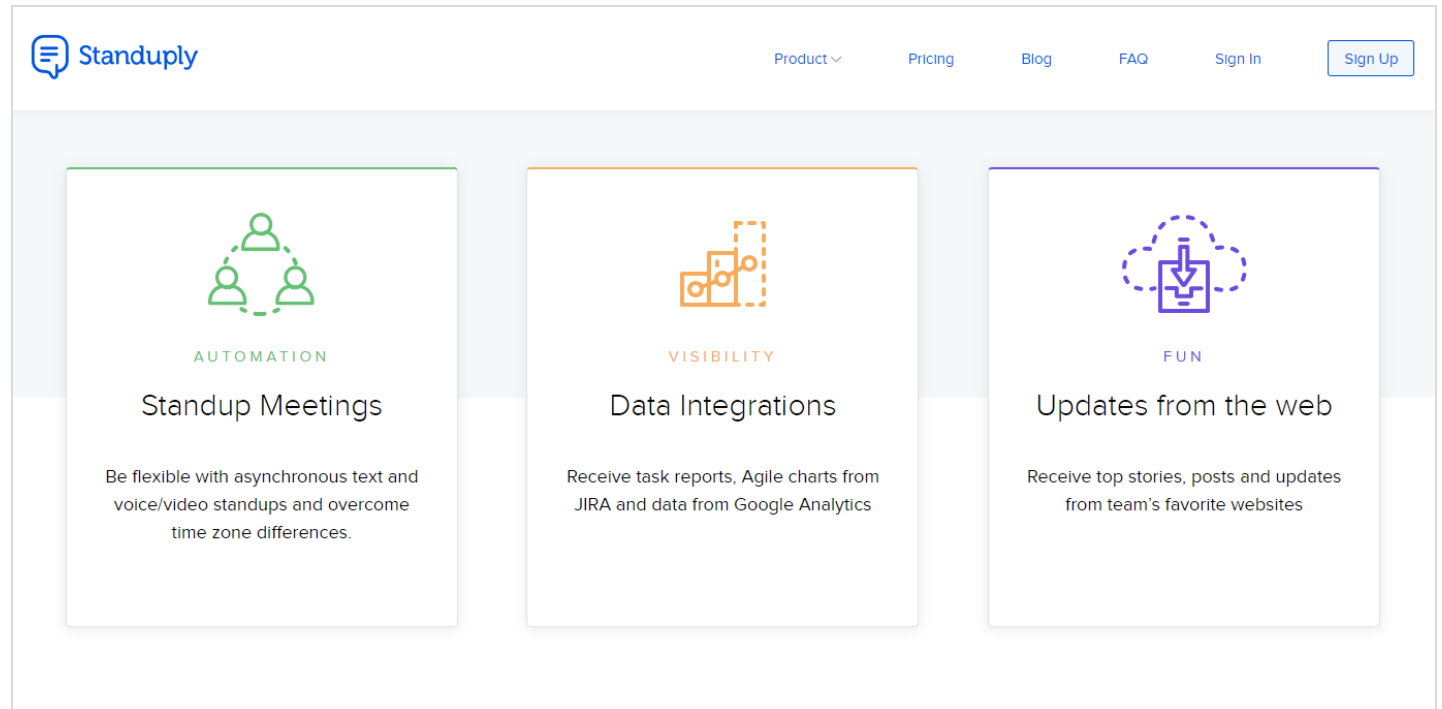 Standuply
Product
Pricing
Blog
FAQ
Sign In
Sign Up
AUTOMATION
Standup Meetings
Be flexible with asynchronous text and
voice/video standups and overcome
time zone differences.
VISIBILITY
Data Integrations
Receive task reports, Agile charts from
JIRA and data from Google Analytics
FUN
Updates from the web
Receive top stories, posts and updates
from team’s favorite websites